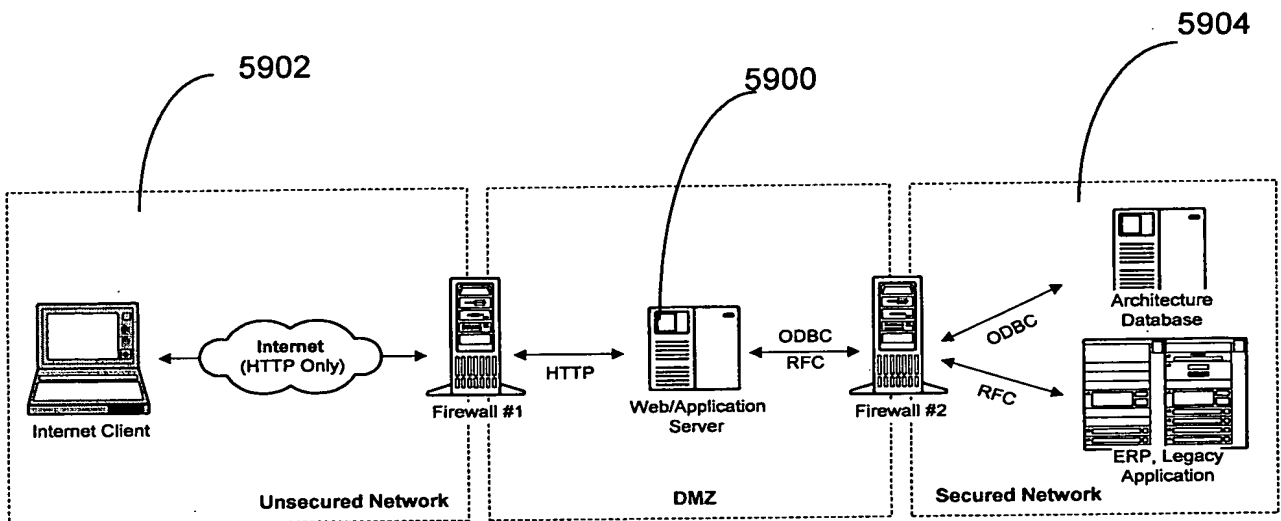 5902
5900
5904
Internet
(HTTP Only)
Internet Client
Firewall #1
HTTP
Web/Application
Server
ODBC
RFC
Firewall #2
ODBC
RFC
Architecture
Database
ERP, Legacy
Application
Unsecured Network
DMZ
Secured Network